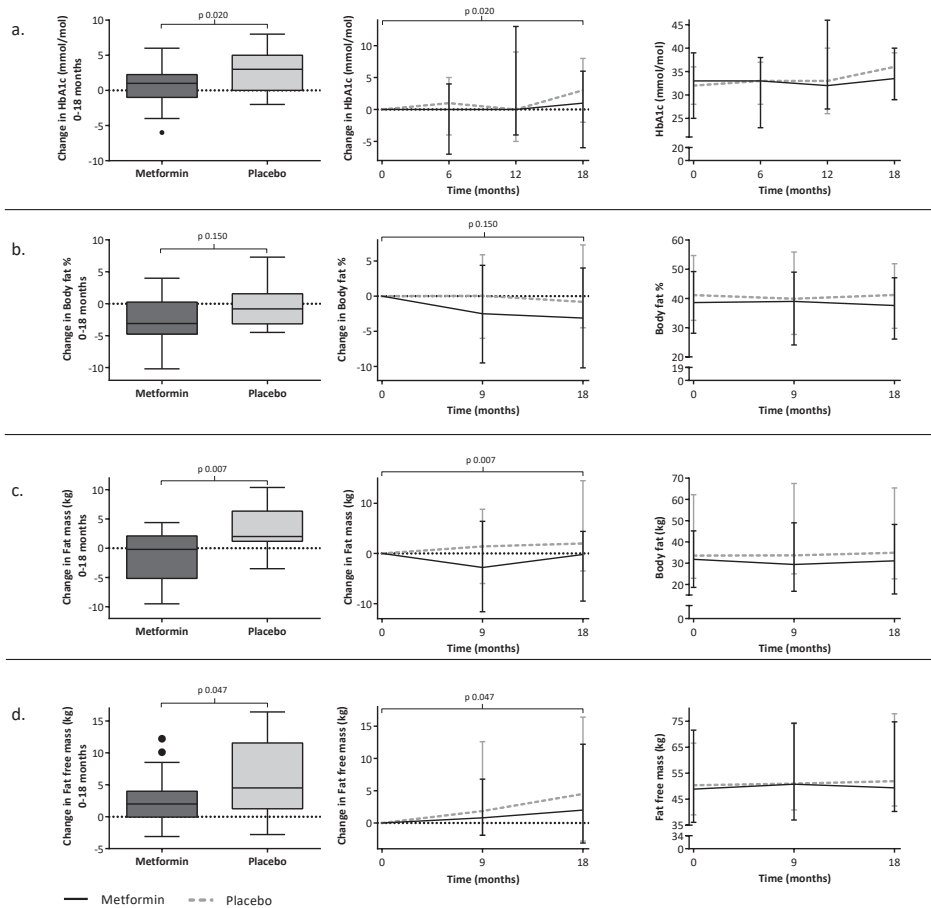 a.
p 0.020
Change in HbA1c (mmol/mol)
0-18 months
10
5
0
-5
-10
Metformin
Placebo
p 0.020
Change in HbA1c (mmol/mol)
10
5
0
-5
0
6
12
18
Time (months)
HbA1c (mmol/mol)
45
40
35
30
25
20
0
0
6
12
18
Time (months)
b.
p 0.150
Change in Body fat %
0-18 months
10
5
0
-5
-10
Metformin
Placebo
p 0.150
Change in Body fat %
5
0
-5
-10
0
9
18
Time (months)
Body fat %
60
50
40
30
20
19
0
0
9
18
Time (months)
c.
p 0.007
Change in Fat mass (kg)
0-18 months
10
5
0
-5
-10
Metformin
Placebo
p 0.007
Change in Fat mass (kg)
10
0
-10
0
9
18
Time (months)
Body fat (kg)
70
60
50
40
30
20
0
0
9
18
Time (months)
d.
p 0.047
Change in Fat free mass (kg)
0-18 months
15
10
5
0
-5
Metformin
Placebo
p 0.047
Change in Fat free mass (kg)
15
10
5
0
0
9
18
Time (months)
Fat free mass (kg)
75
65
55
45
35
34
0
0
9
18
Time (months)
Metformin
Placebo